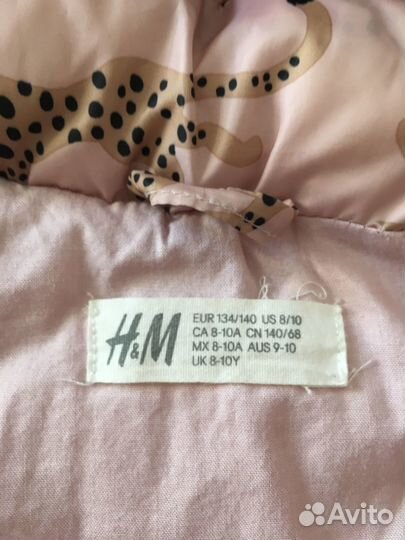 H&M
EUR 134/140 US 8/10
CA 8-10A CN 140/68
MX 8-10A AUS 9-10
UK 8-10Y
Avito